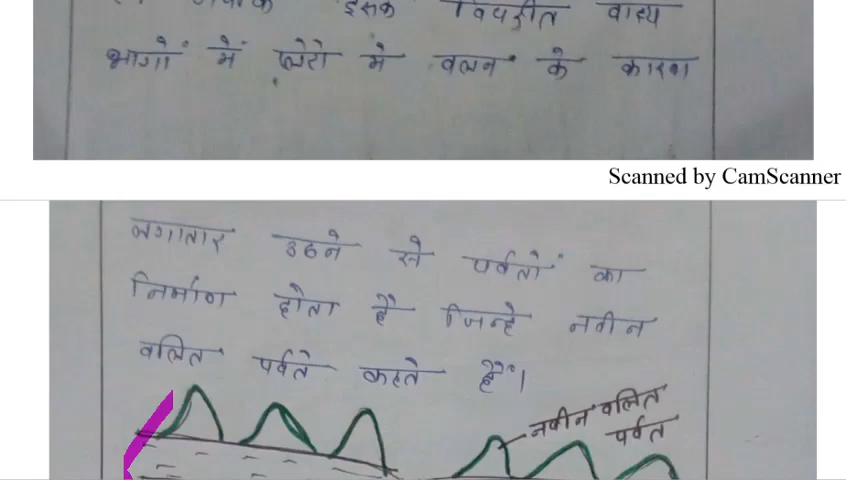 इसके विपरीत वाह्य
भागों में प्लेटो मे वलन के कारण
Scanned by CamScanner
लगातार उठने से पर्वतों का
निर्माण होता है जिन्हे नवीन
वलित पर्वत कहते हैं।
नवीन वलित
पर्वत